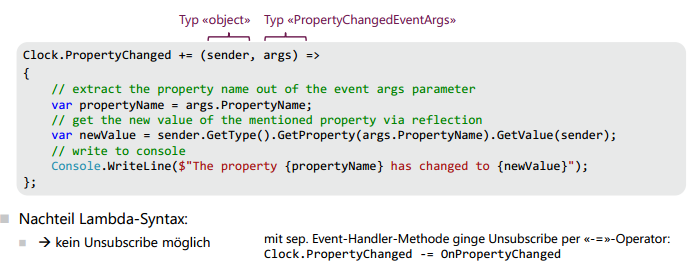 Typ «object» Typ «PropertyChangedEventArgs»
Clock.PropertyChanged += (sender, args) =>
{
// extract the property name out of the event args parameter
var propertyName = args.PropertyName;
// get the new value of the mentioned property via reflection
var newValue = sender.GetType().GetProperty(args.PropertyName).GetValue(sender);
// write to console
Console.WriteLine($"The property {propertyName} has changed to {newValue}");
};
Nachteil Lambda-Syntax:
→ kein Unsubscribe möglich
mit sep. Event-Handler-Methode ginge Unsubscribe per «-=»-Operator:
Clock.PropertyChanged -= OnPropertyChanged